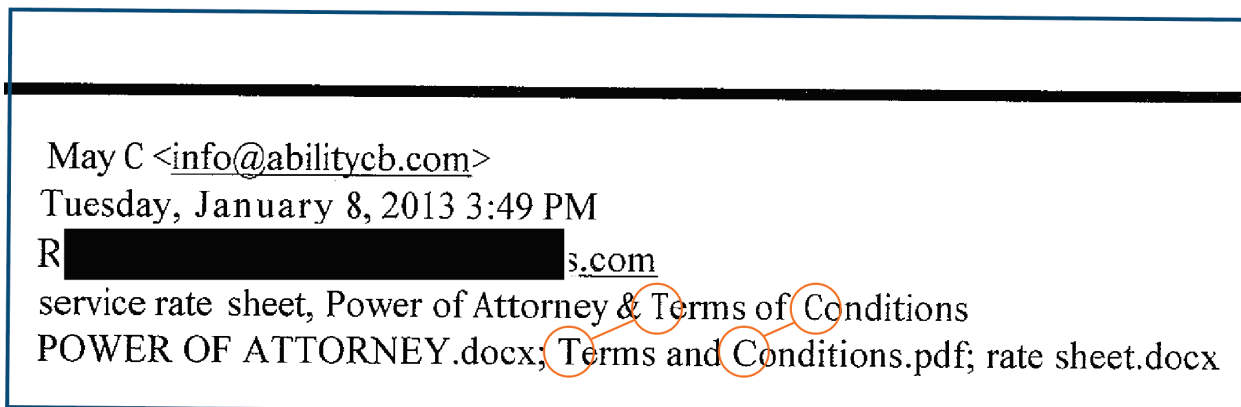 May C <info@abilitycb.com>
Tuesday, January 8, 2013 3:49 PM
R s.com
service rate sheet, Power of Attorney & Terms of Conditions
POWER OF ATTORNEY.docx; Terms and Conditions.pdf; rate sheet.docx